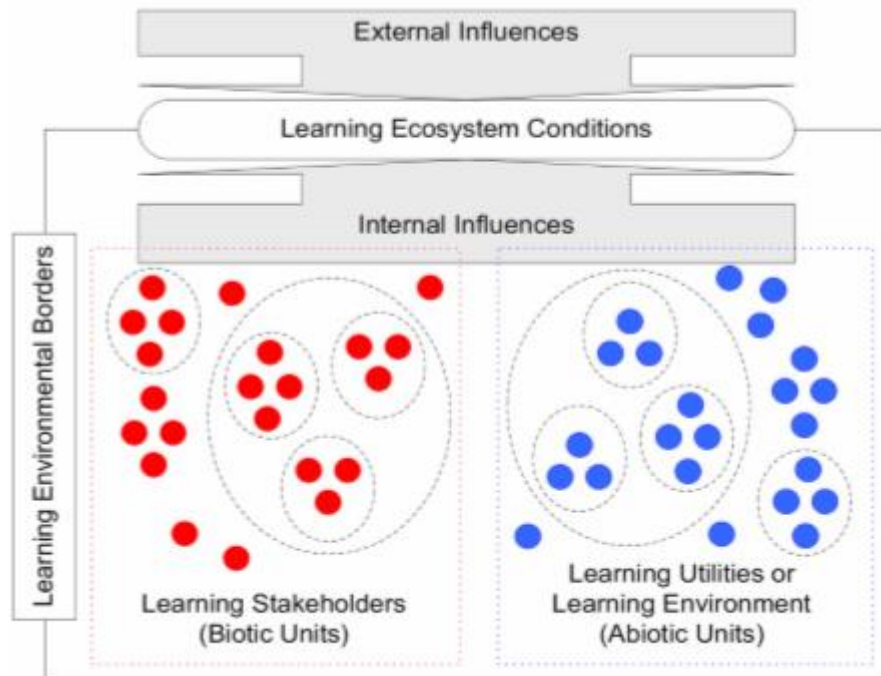 External Influences
Learning Ecosystem Conditions
Internal Influences
Learning Environmental Borders
Learning Stakeholders
(Biotic Units)
Learning Utilities or
Learning Environment
(Abiotic Units)